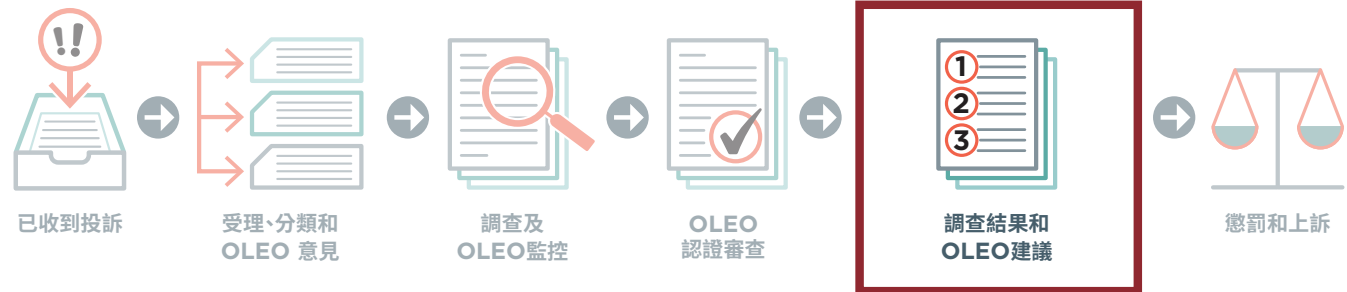 !!
已收到投訴
受理、分類和
OLEO 意見
調查及
OLEO監控
OLEO
認證審查
1
2
3
調查結果和
OLEO建議
懲罰和上訴